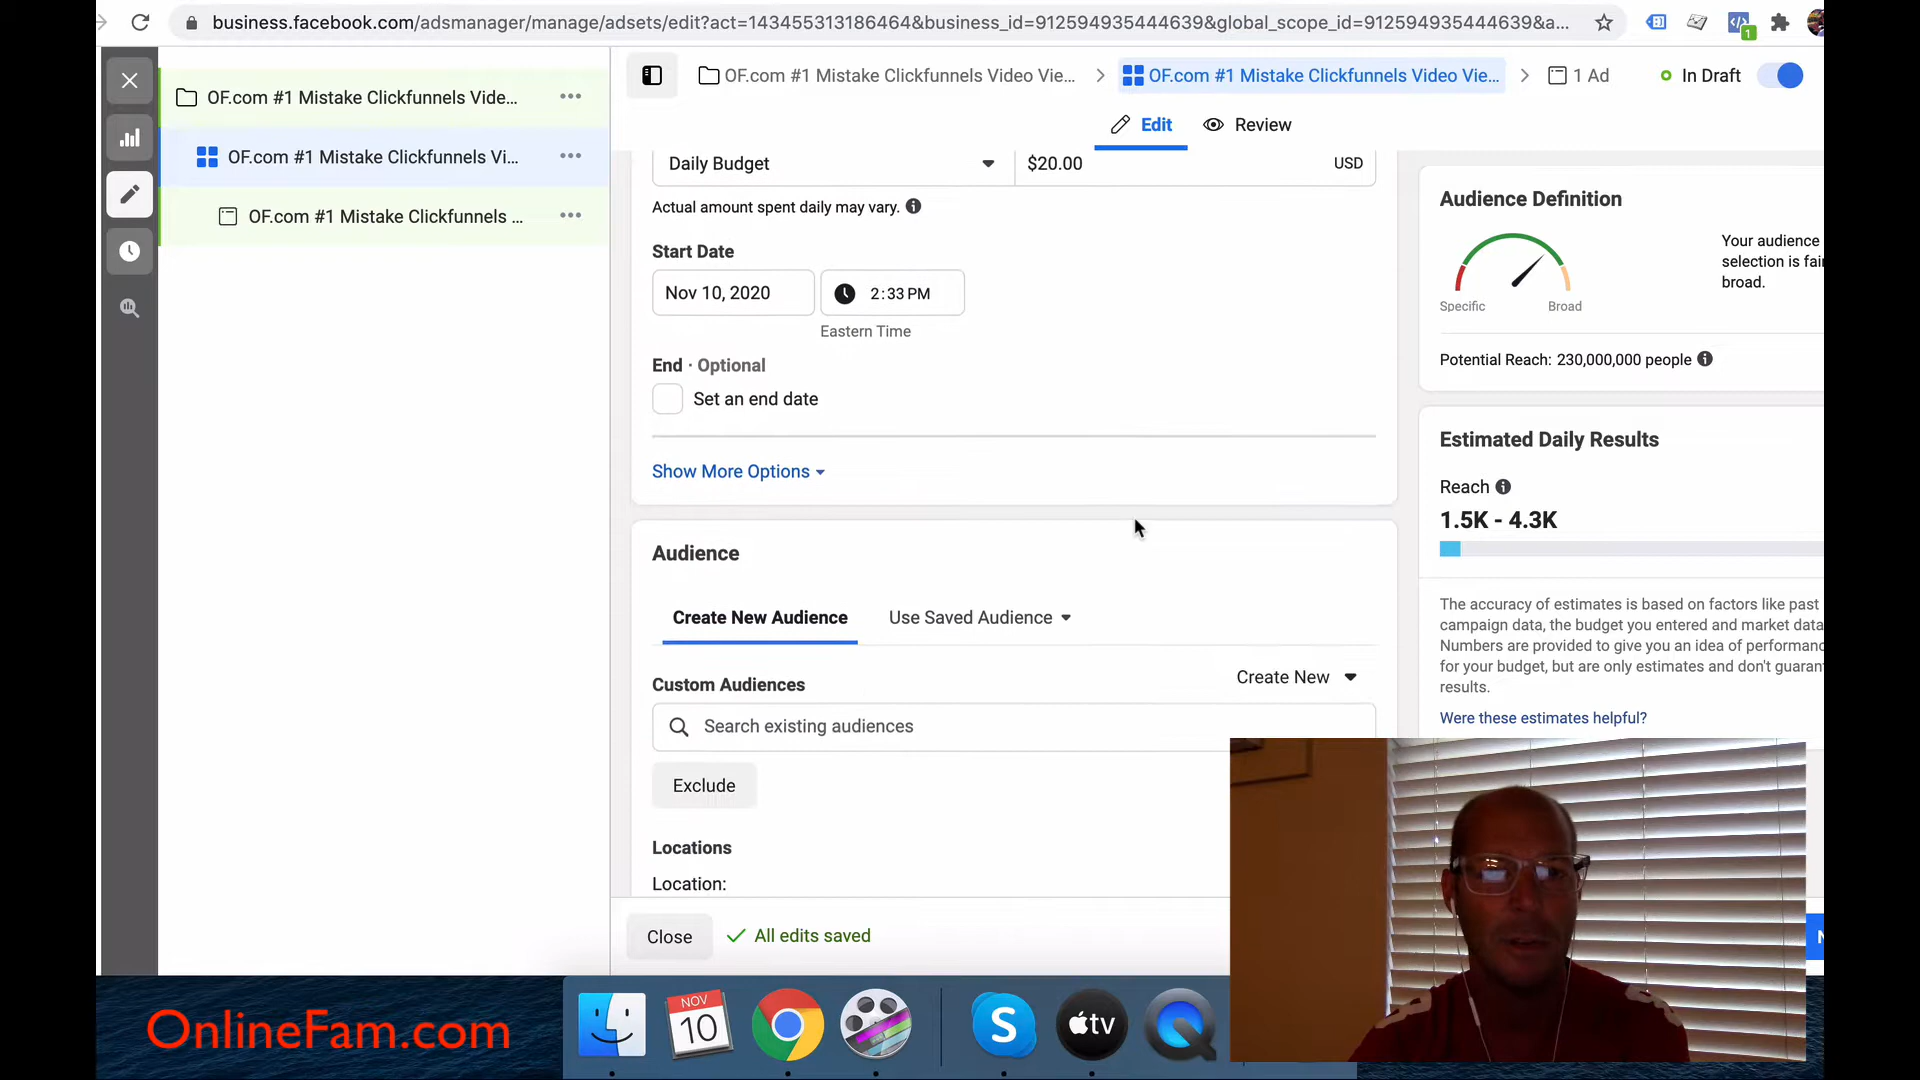 business.facebook.com/adsmanager/manage/adsets/edit?act=143455313186464&business_id=912594935444639&global_scope_id=912594935444639&a...
1
OF.com #1 Mistake Clickfunnels Vide...
OF.com #1 Mistake Clickfunnels Vi...
OF.com #1 Mistake Clickfunnels ...
OF.com #1 Mistake Clickfunnels Video Vie...
OF.com #1 Mistake Clickfunnels Video Vie...
1 Ad
In Draft
Edit
Review
Daily Budget
$20.00
USD
Actual amount spent daily may vary.
Start Date
Nov 10, 2020
2:33 PM
Eastern Time
End · Optional
Set an end date
Show More Options
Audience
Create New Audience
Use Saved Audience
Custom Audiences
Create New
Search existing audiences
Exclude
Locations
Location:
Close
All edits saved
Audience Definition
Specific
Broad
Your audience
selection is fai
broad.
Potential Reach: 230,000,000 people
Estimated Daily Results
Reach
1.5K - 4.3K
The accuracy of estimates is based on factors like past
campaign data, the budget you entered and market data
Numbers are provided to give you an idea of performan
for your budget, but are only estimates and don't guaran
results.
Were these estimates helpful?
OnlineFam.com
NOV
10
S
tv